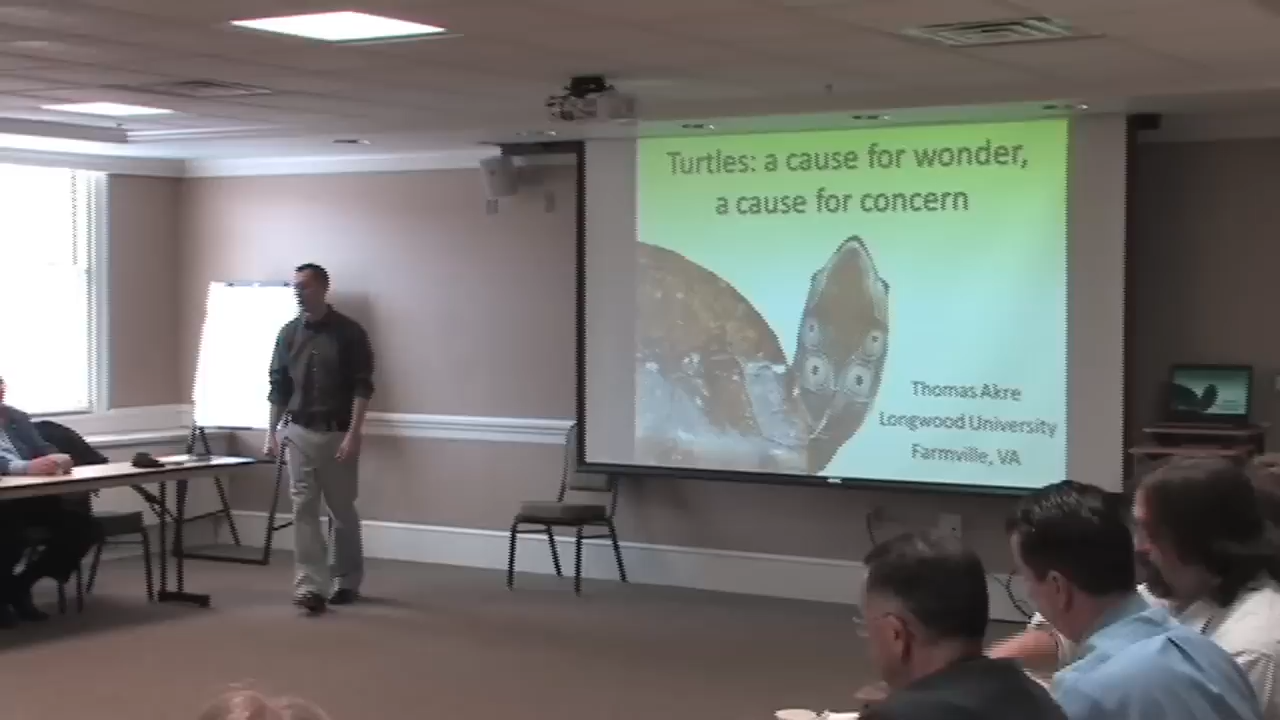 Turtles: a cause for wonder,
a cause for concern
Thomas Akre
Longwood University
Farmville, VA